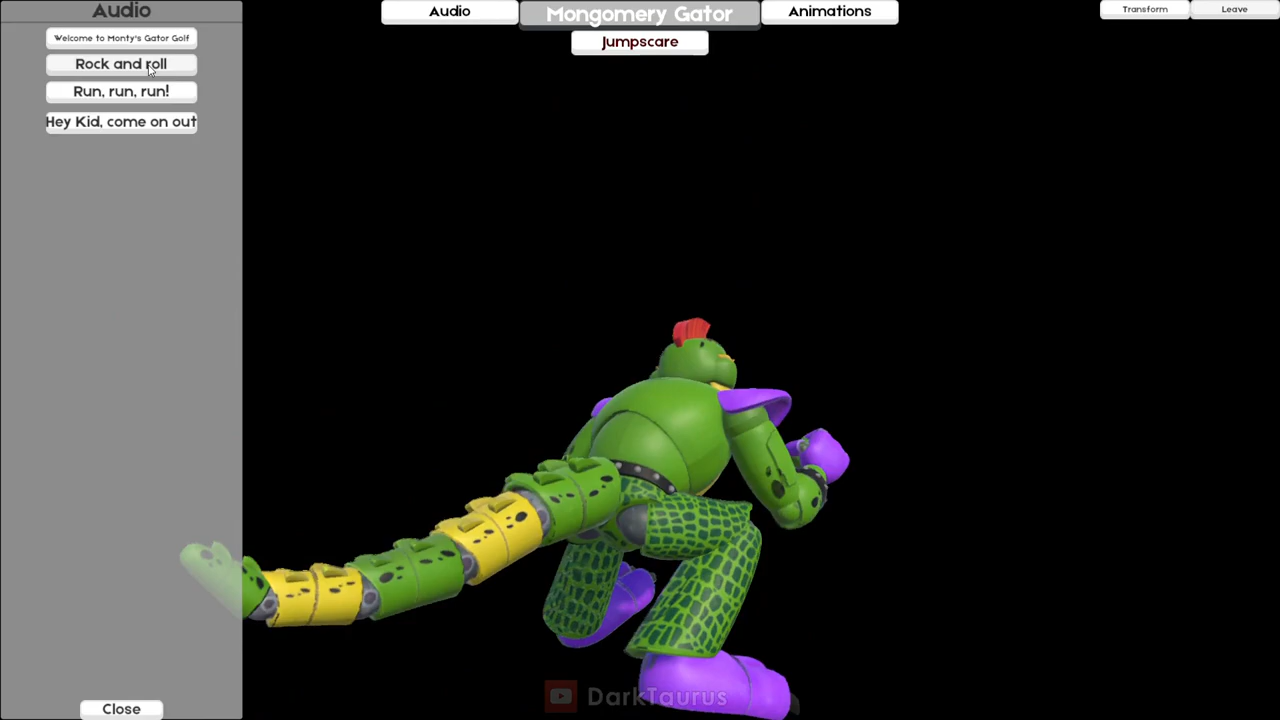 Audio
Welcome to Monty's Gator Golf
Rock and roll
Run, run, run!
Hey Kid, come on out
Close
Audio
Mongomery Gator
Animations
Jumpscare
Transform
Leave
DarkTaurus